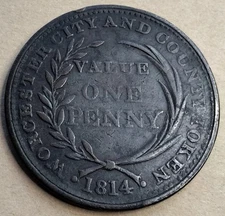 WORCESTER CITY AND COUNTY TOKEN
VALUE
ONE
PENNY
· 1814 ·